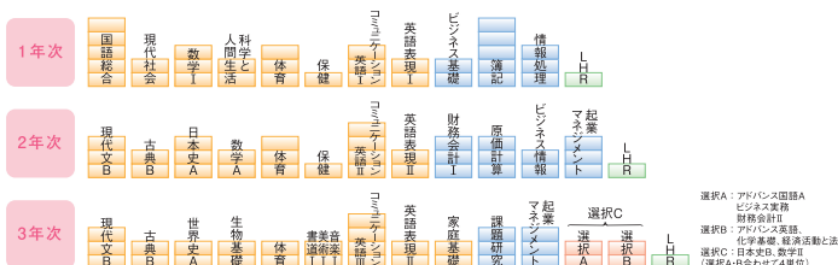 1年次
国語総合
現代社会
数学Ⅰ
科学と
人間生活
体育
保健
コミュニケーション
英語Ⅰ
英語表現Ⅰ
ビジネス基礎
簿記
情報処理
LHR
2年次
現代文B
古典B
日本史A
数学A
体育
保健
コミュニケーション
英語Ⅱ
英語表現Ⅱ
財務会計Ⅰ
原価計算
ビジネス情報
起業
マネジメント
LHR
3年次
現代文B
古典B
世界史A
生物基礎
体育
音楽Ⅰ
美術Ⅰ
書道Ⅰ
コミュニケーション
英語Ⅲ
英語表現Ⅱ
家庭基礎
課題研究
起業
マネジメント
選択C
選択A
選択B
LHR
選択A：アドバンス国語A
ビジネス実務
財務会計Ⅱ
選択B：アドバンス英語、
化学基礎、経済活動と法
選択C：日本史B、数学Ⅱ
(選択A・B合わせて4単位)